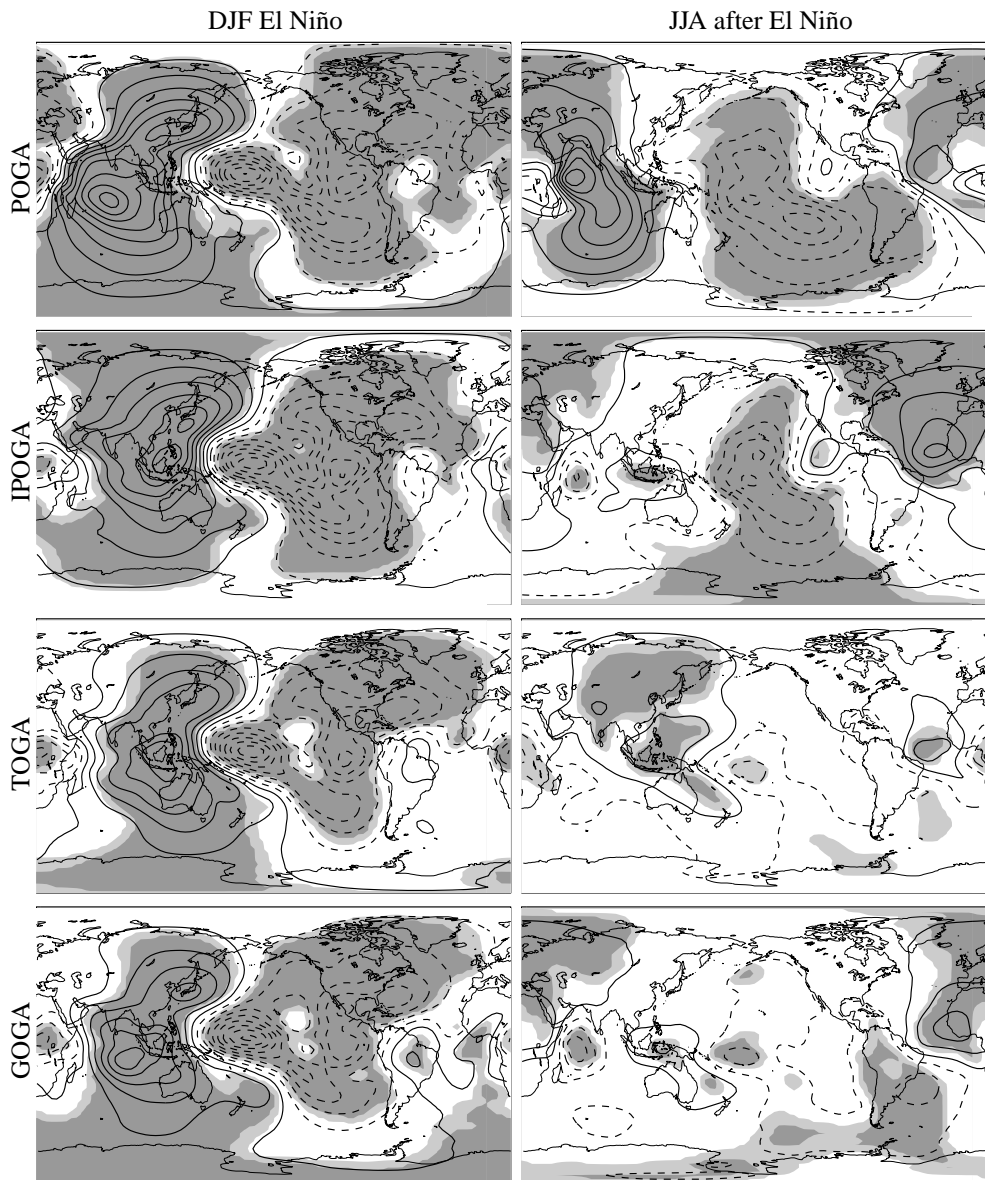 DJF El Niño
JJA after El Niño
POGA
IPOGA
TOGA
GOGA